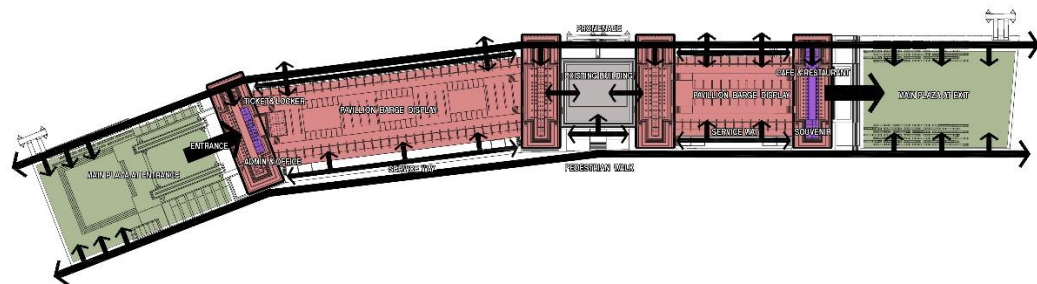 PROMENADE
TICKET & LOCKER
EXISTING BUILDING
CAFE & RESTAURANT
PAVILLION BARGE DISPLAY
PAVILLION BARGE DISPLAY
MAIN PLAZA AT EXIT
ENTRANCE
SERVICE WAY
SOUVENIR
ADMIN & OFFICE
MAIN PLAZA AT ENTRANCE
SERVICE WAY
PEDESTRIAN WALK